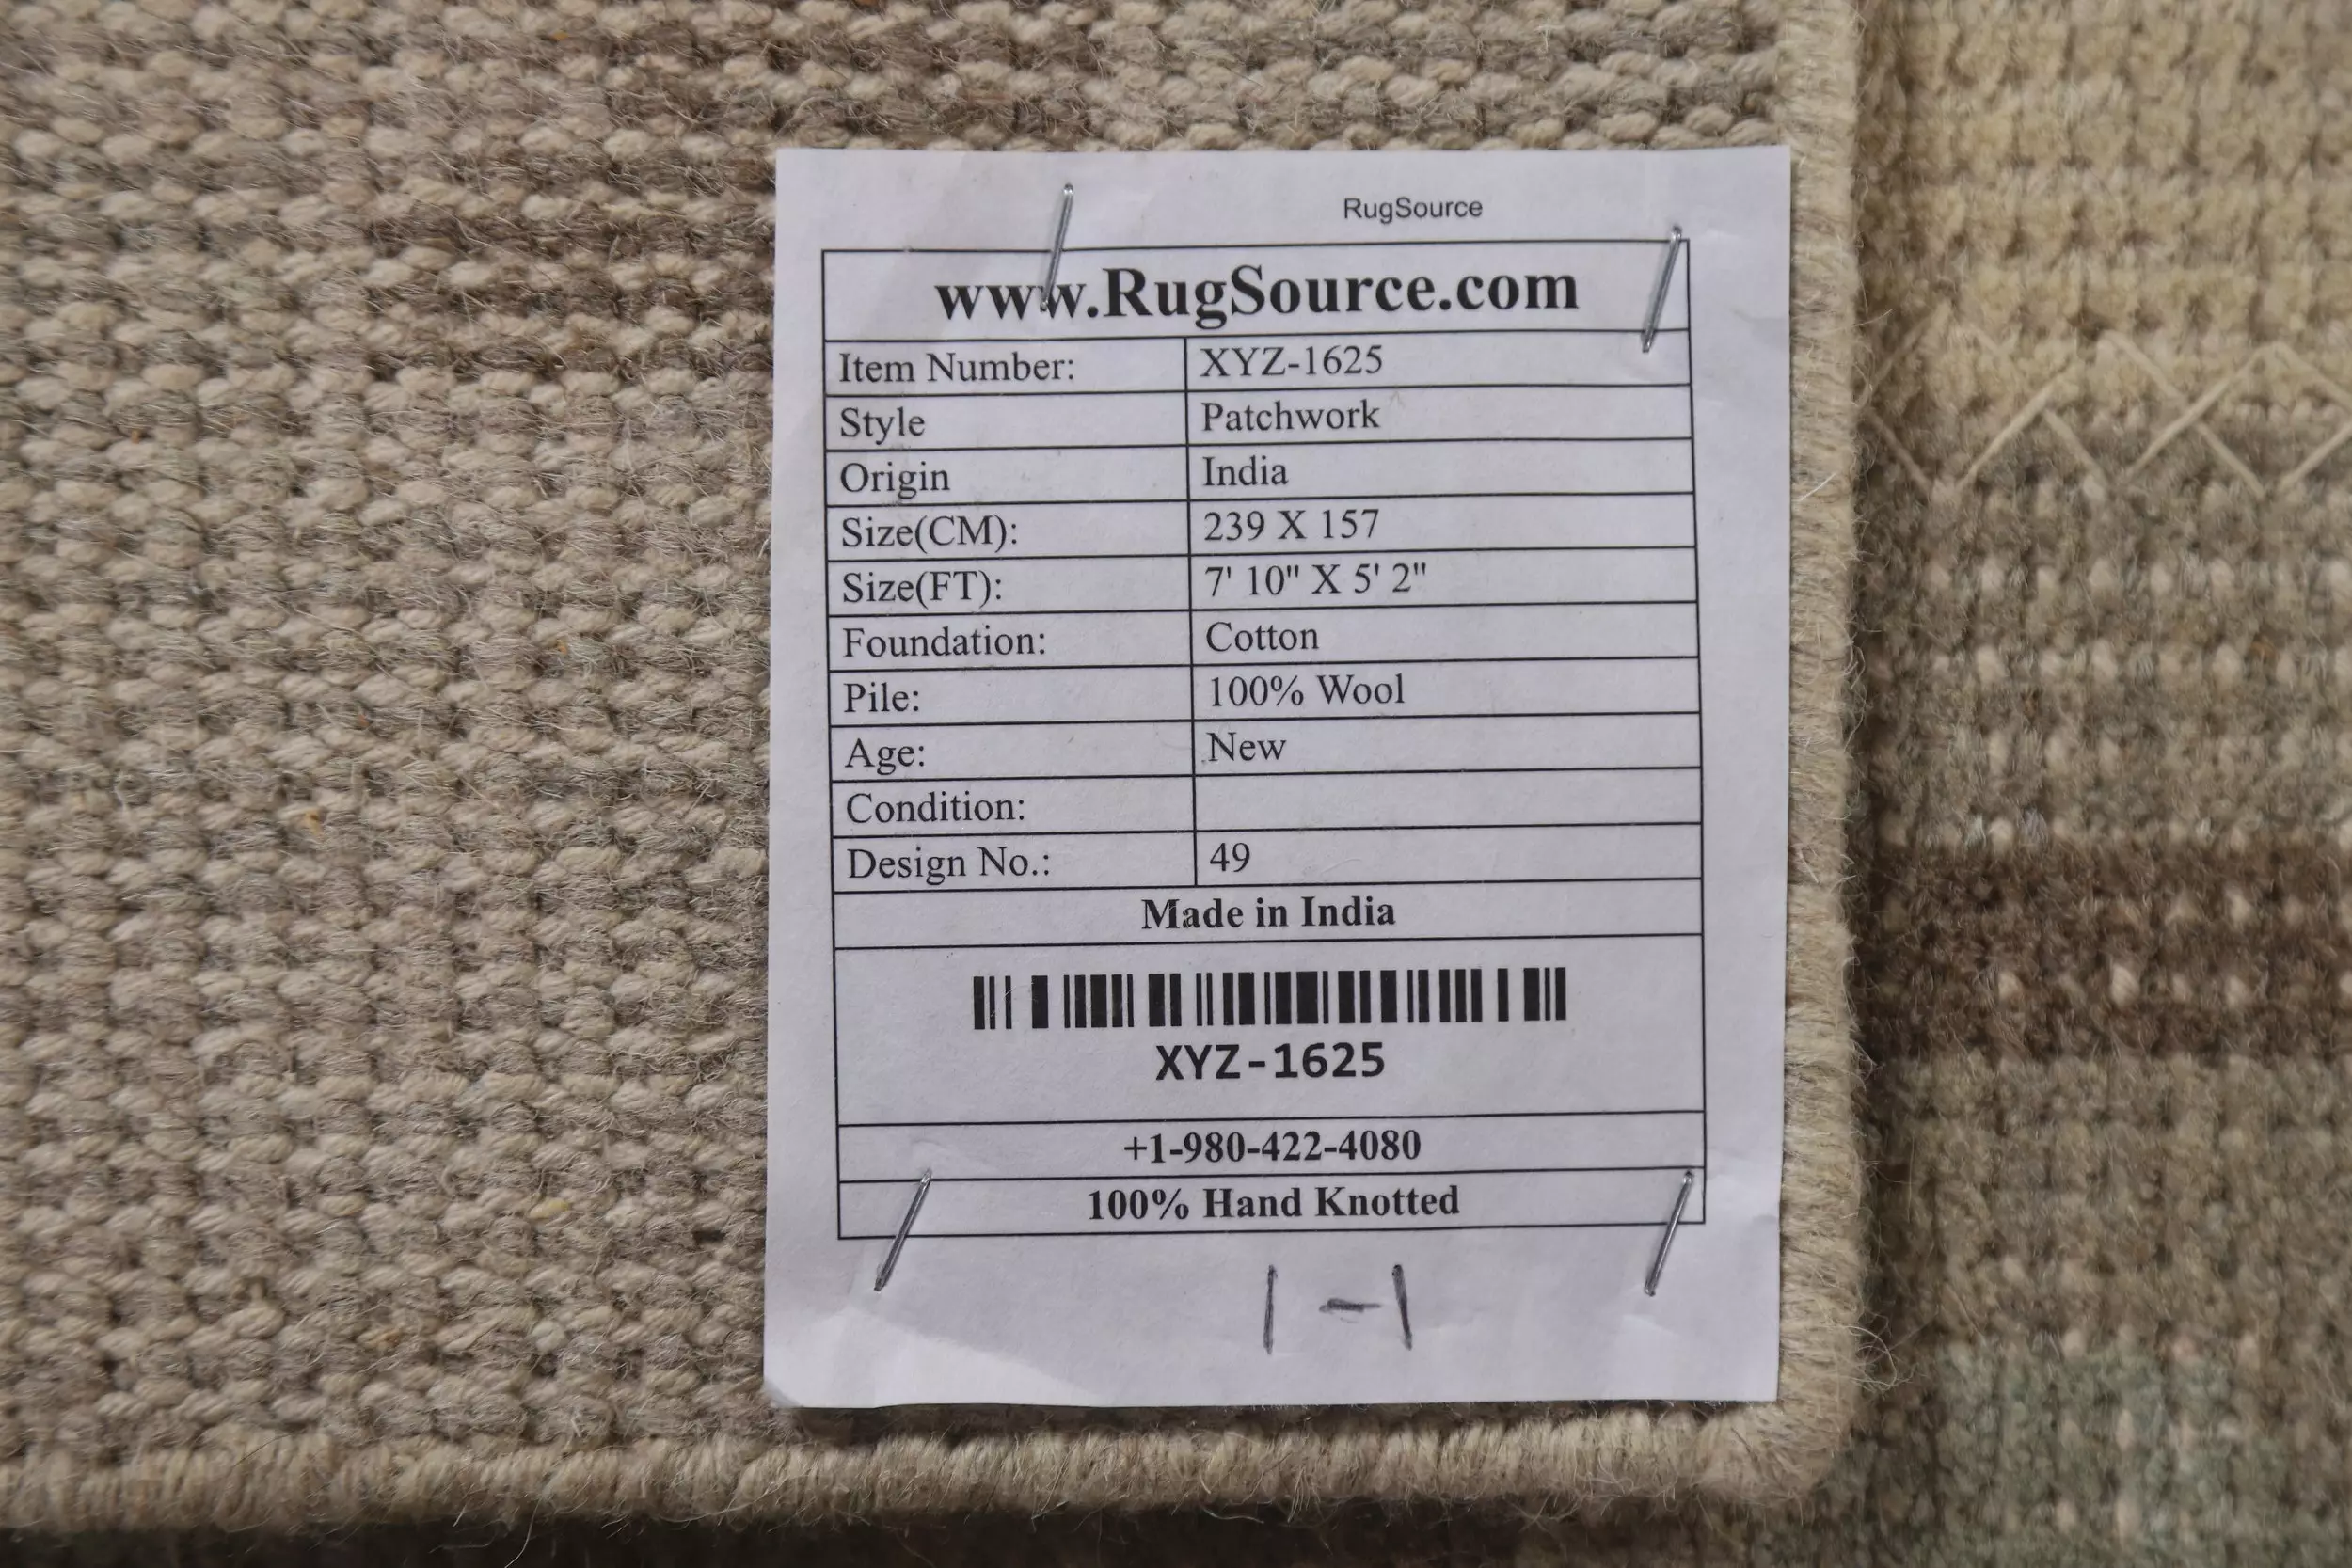 RugSource
www.RugSource.com
Item Number: XYZ-1625
Style Patchwork
Origin India
Size(CM): 239 X 157
Size(FT): 7' 10" X 5' 2"
Foundation: Cotton
Pile: 100% Wool
Age: New
Condition:
Design No.: 49
Made in India
XYZ-1625
+1-980-422-4080
100% Hand Knotted
1-1